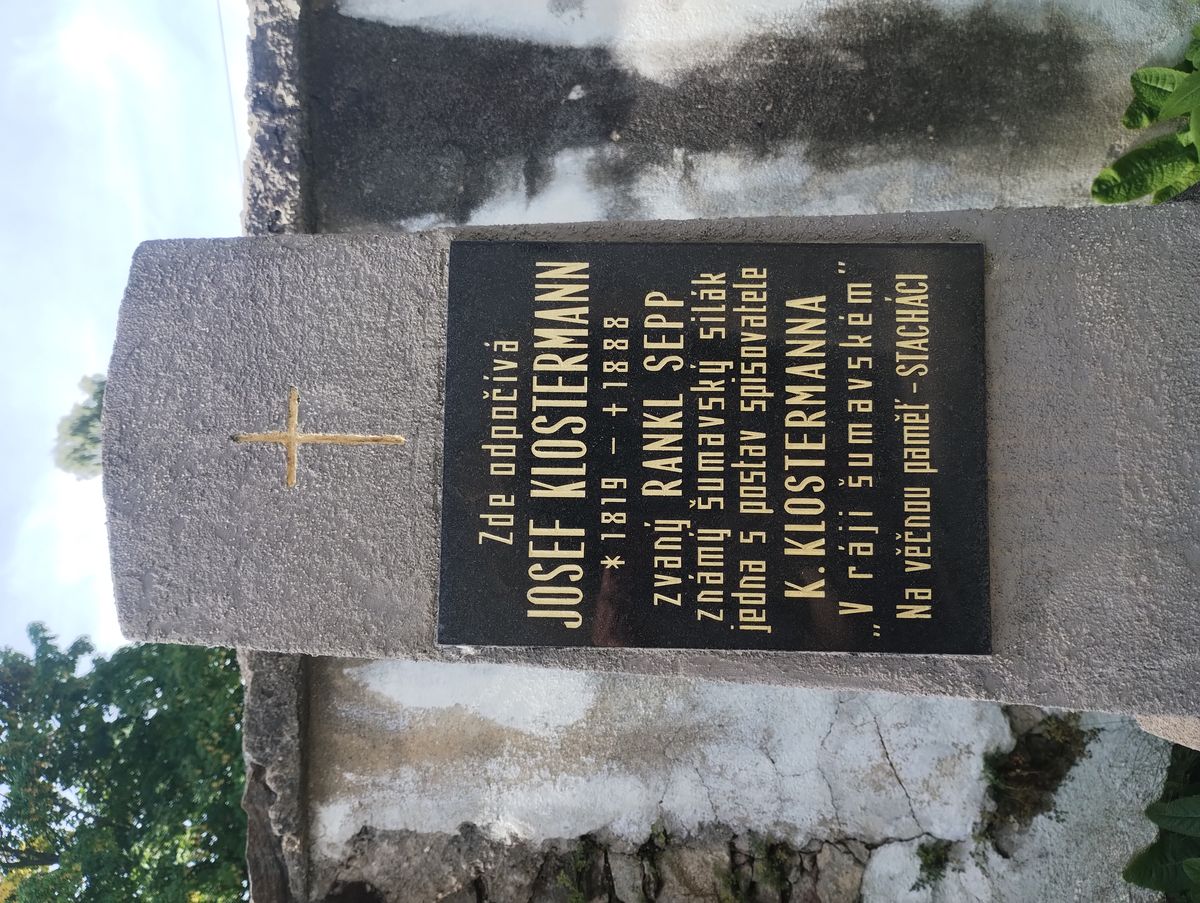 Zde odpočívá
JOSEF KLOSTERMANN
* 1819 – † 1888
zvaný RANKL SEPP
známý šumavský silák
jedna s postav spisovatele
K. KLOSTERMANNA
„V ráji šumavském"
Na věčnou paměť - STACHÁCI